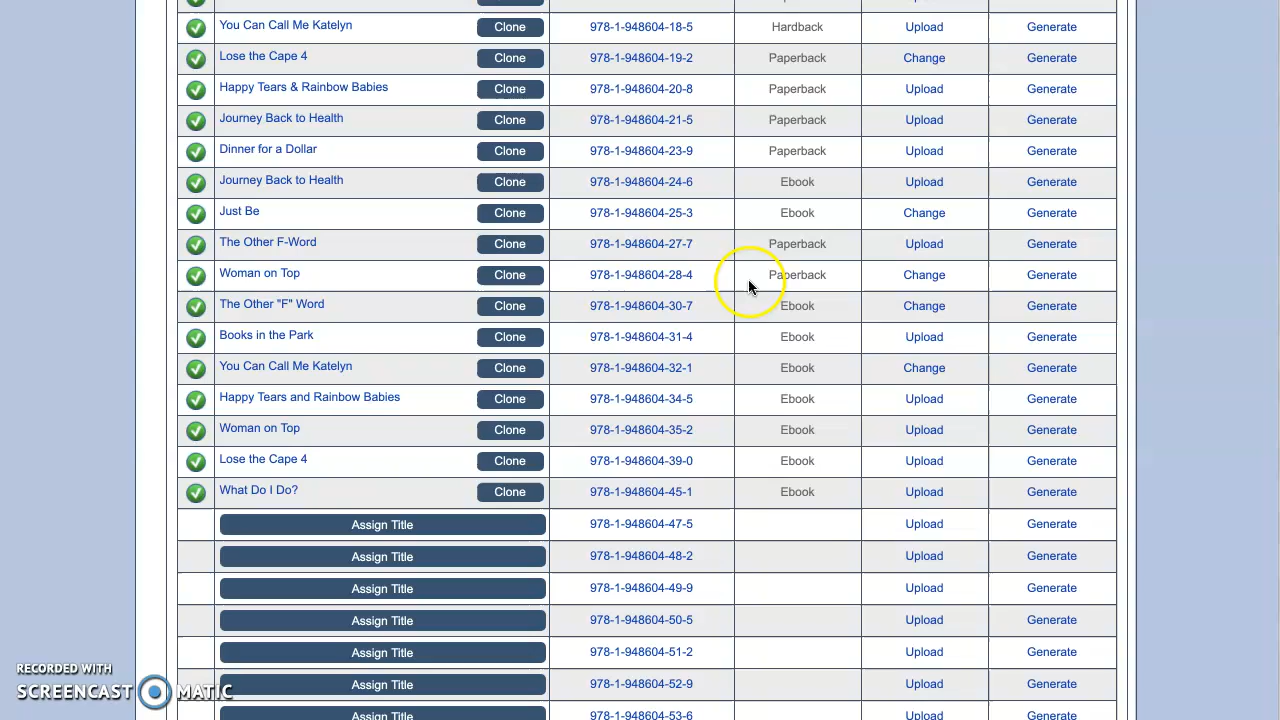 You Can Call Me Katelyn Clone 978-1-948604-18-5 Hardback Upload Generate
Lose the Cape 4 Clone 978-1-948604-19-2 Paperback Change Generate
Happy Tears & Rainbow Babies Clone 978-1-948604-20-8 Paperback Upload Generate
Journey Back to Health Clone 978-1-948604-21-5 Paperback Upload Generate
Dinner for a Dollar Clone 978-1-948604-23-9 Paperback Upload Generate
Journey Back to Health Clone 978-1-948604-24-6 Ebook Upload Generate
Just Be Clone 978-1-948604-25-3 Ebook Change Generate
The Other F-Word Clone 978-1-948604-27-7 Paperback Upload Generate
Woman on Top Clone 978-1-948604-28-4 Paperback Change Generate
The Other "F" Word Clone 978-1-948604-30-7 Ebook Change Generate
Books in the Park Clone 978-1-948604-31-4 Ebook Upload Generate
You Can Call Me Katelyn Clone 978-1-948604-32-1 Ebook Change Generate
Happy Tears and Rainbow Babies Clone 978-1-948604-34-5 Ebook Upload Generate
Woman on Top Clone 978-1-948604-35-2 Ebook Upload Generate
Lose the Cape 4 Clone 978-1-948604-39-0 Ebook Upload Generate
What Do I Do? Clone 978-1-948604-45-1 Ebook Upload Generate
Assign Title 978-1-948604-47-5 Upload Generate
Assign Title 978-1-948604-48-2 Upload Generate
Assign Title 978-1-948604-49-9 Upload Generate
Assign Title 978-1-948604-50-5 Upload Generate
Assign Title 978-1-948604-51-2 Upload Generate
Assign Title 978-1-948604-52-9 Upload Generate
Assign Title 978-1-948604-53-6 Upload Generate
RECORDED WITH
SCREENCAST MATIC